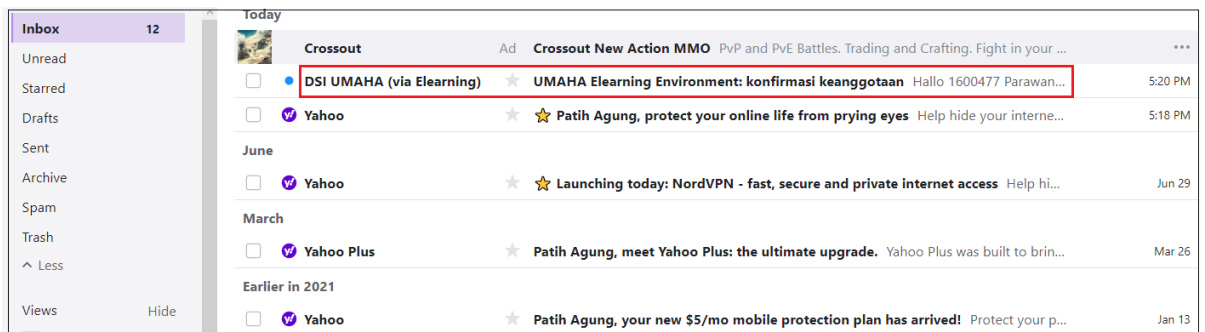 Today
Inbox 12
Crossout Ad Crossout New Action MMO PvP and PvE Battles. Trading and Crafting. Fight in your ...
Unread
DSI UMAHA (via Elearning) UMAHA Elearning Environment: konfirmasi keanggotaan Hallo 1600477 Parawan... 5:20 PM
Starred
Drafts
Yahoo Patih Agung, protect your online life from prying eyes Help hide your interne... 5:18 PM
Sent
June
Archive
Yahoo Launching today: NordVPN - fast, secure and private internet access Help hi... Jun 29
Spam
March
Trash
Yahoo Plus Patih Agung, meet Yahoo Plus: the ultimate upgrade. Yahoo Plus was built to brin... Mar 26
Less
Earlier in 2021
Views Hide
Yahoo Patih Agung, your new $5/mo mobile protection plan has arrived! Protect your p... Jan 13